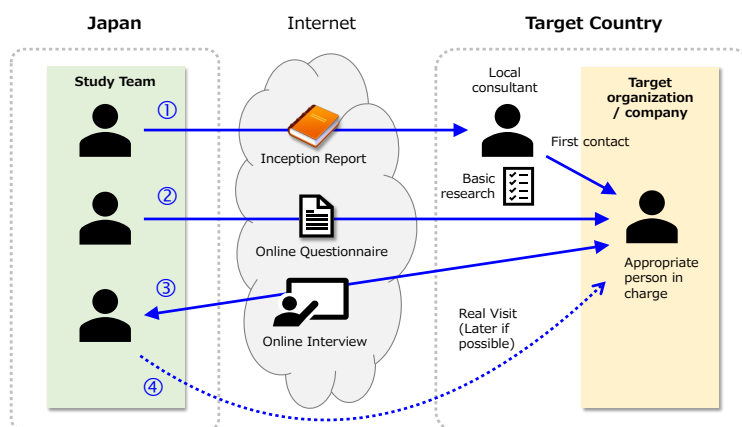 Japan
Internet
Target Country
Study Team
①
Inception Report
Local
consultant
Target
organization
/ company
First contact
Basic
research
②
Online Questionnaire
Appropriate
person in
charge
③
Online Interview
Real Visit
(Later if
possible)
④